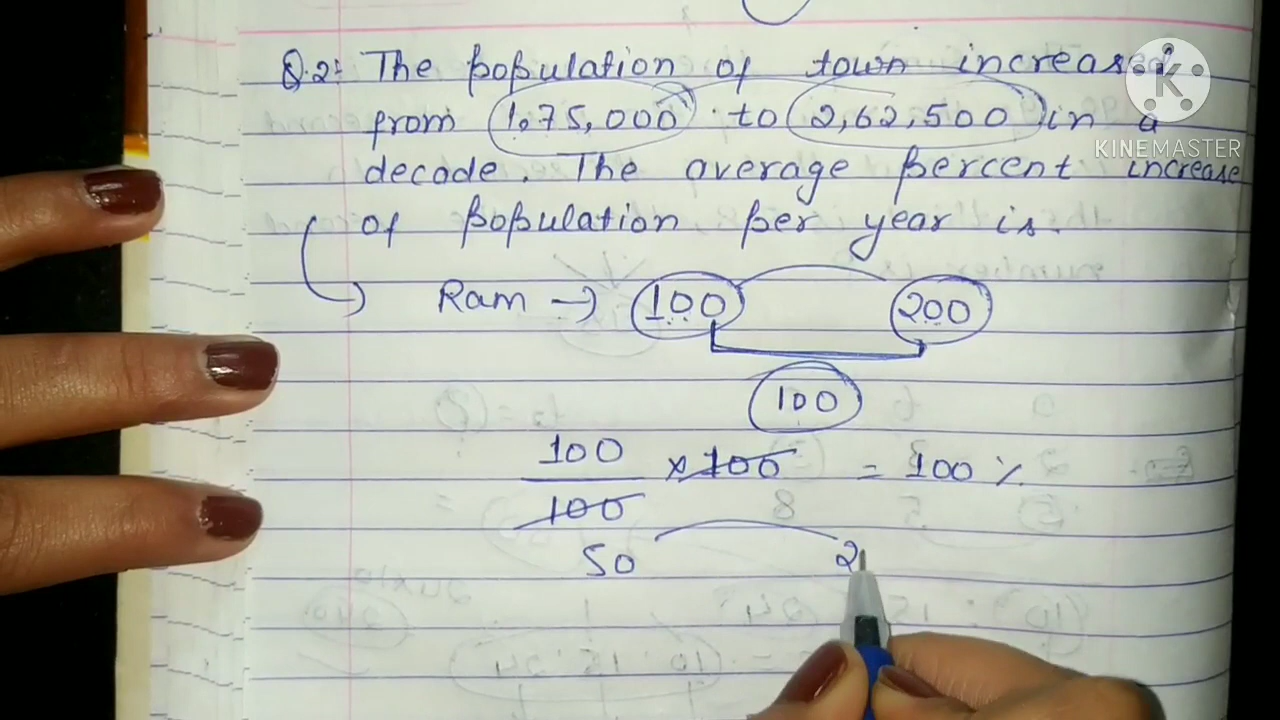 Q.2: The population of town increased
from 1,75,000 to 2,62,500 in a
decade. The average percent increase
of population per year is.
Ram → 100 200
100
100
× 100 = 100 %
100
50 2
KINEMASTER